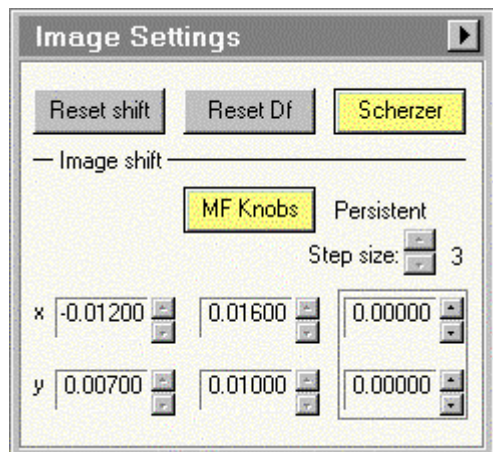 Image Settings
Reset shift Reset Df Scherzer
Image shift
MF Knobs Persistent
Step size: 3
x -0.01200 0.01600 0.00000
y 0.00700 0.01000 0.00000